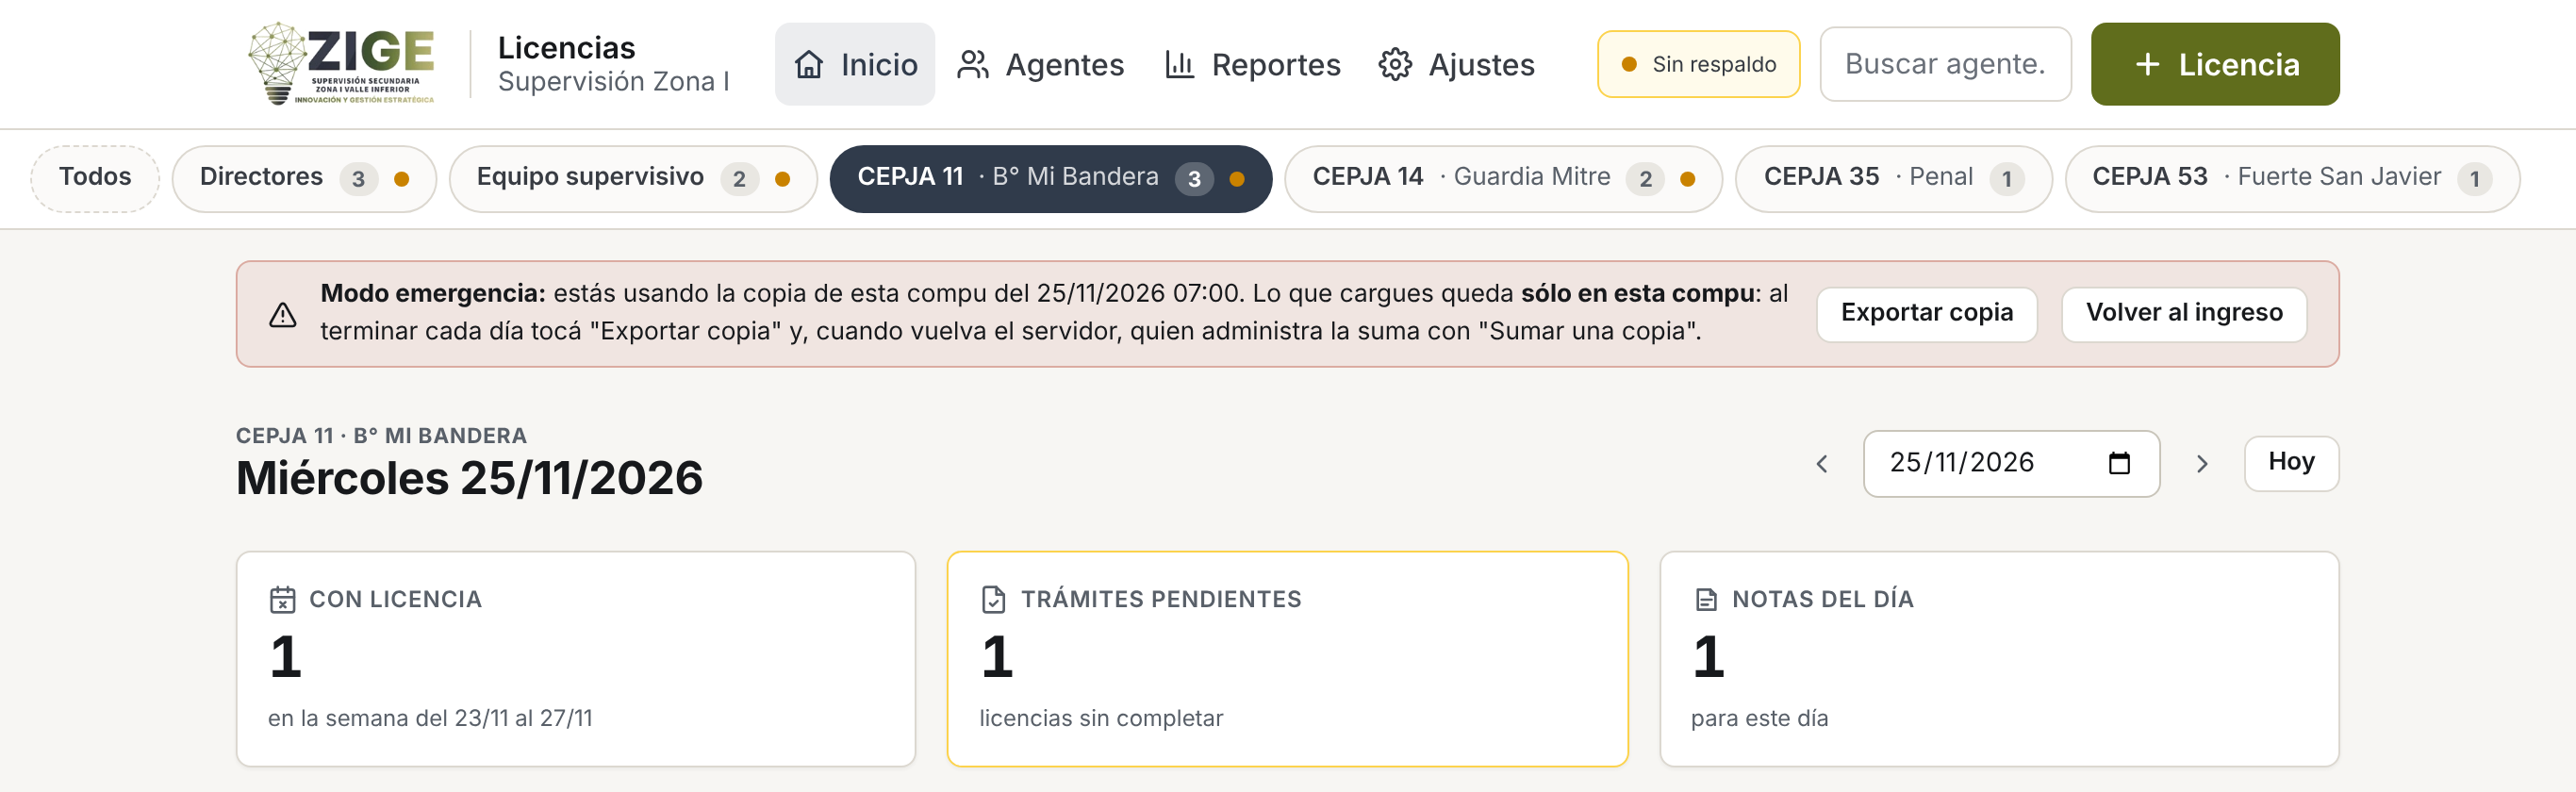 ZIGE
SUPERVISIÓN SECUNDARIA
ZONA I VALLE INFERIOR
INNOVACIÓN Y GESTIÓN ESTRATÉGICA
Licencias
Supervisión Zona I
Inicio
Agentes
Reportes
Ajustes
Sin respaldo
Buscar agente.
+ Licencia
Todos
Directores 3
Equipo supervisivo 2
CEPJA 11 · B° Mi Bandera 3
CEPJA 14 · Guardia Mitre 2
CEPJA 35 · Penal 1
CEPJA 53 · Fuerte San Javier 1
Modo emergencia: estás usando la copia de esta compu del 25/11/2026 07:00. Lo que cargues queda sólo en esta compu: al
terminar cada día tocá "Exportar copia" y, cuando vuelva el servidor, quien administra la suma con "Sumar una copia".
Exportar copia
Volver al ingreso
CEPJA 11 · B° MI BANDERA
Miércoles 25/11/2026
25/11/2026
Hoy
CON LICENCIA
1
en la semana del 23/11 al 27/11
TRÁMITES PENDIENTES
1
licencias sin completar
NOTAS DEL DÍA
1
para este día